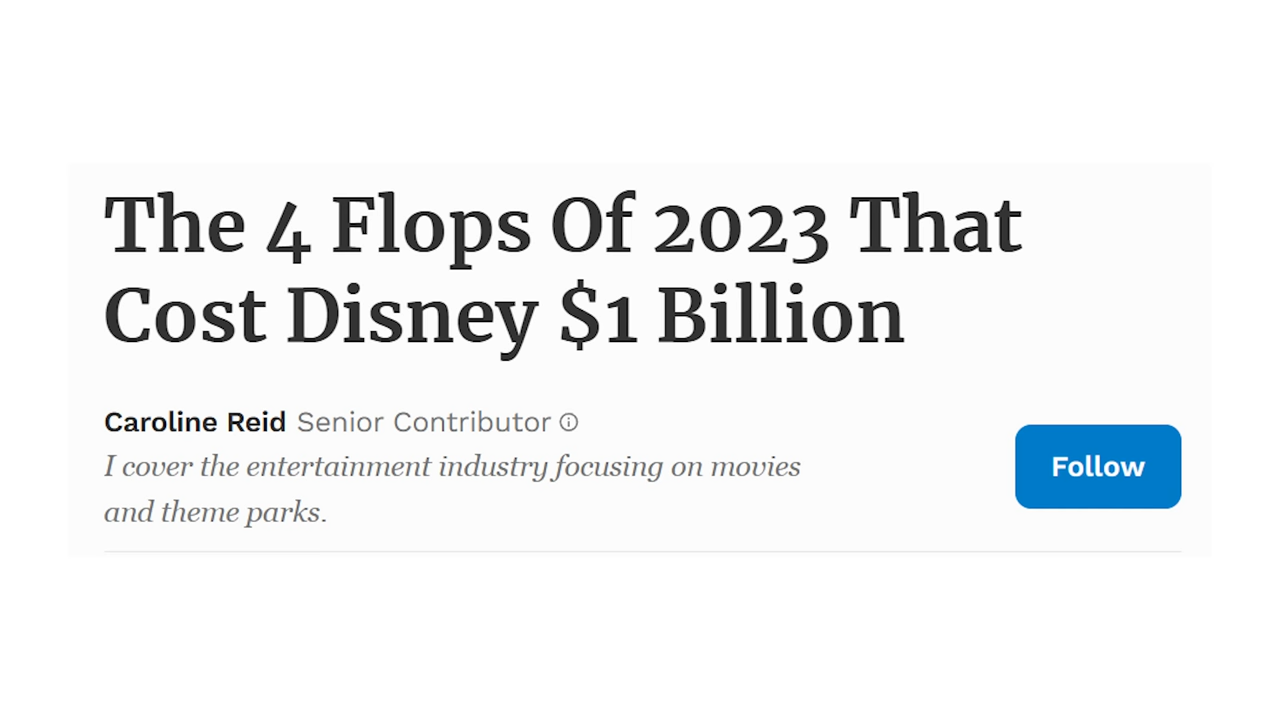 The 4 Flops Of 2023 That
Cost Disney $1 Billion
Caroline Reid Senior Contributor
I cover the entertainment industry focusing on movies
and theme parks.
Follow